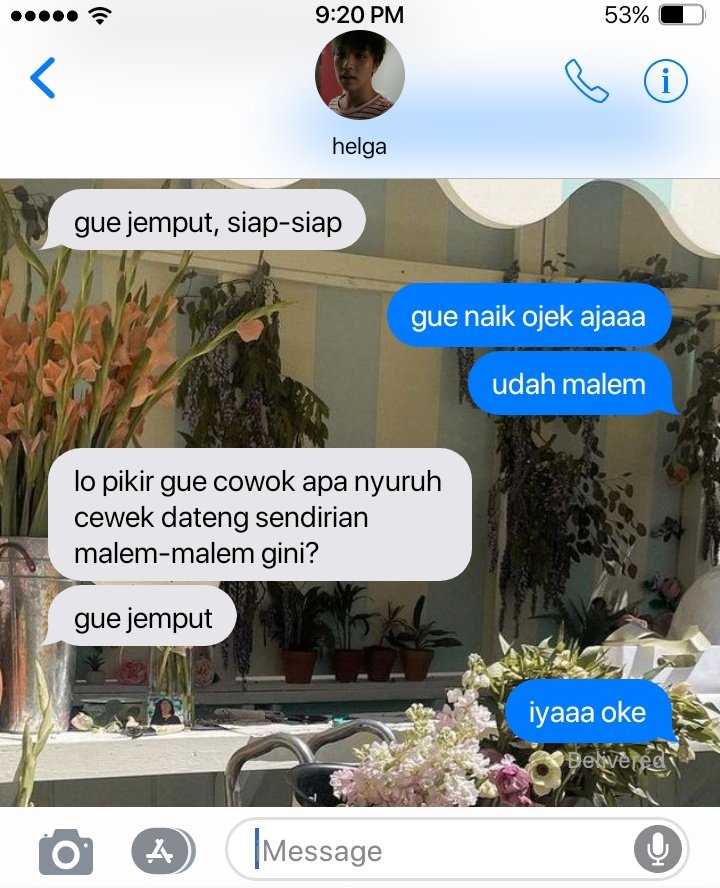 9:20 PM
53%
helga
gue jemput, siap-siap
gue naik ojek ajaaa
udah malem
lo pikir gue cowok apa nyuruh
cewek dateng sendirian
malem-malem gini?
gue jemput
iyaaa oke
Delivered
Message